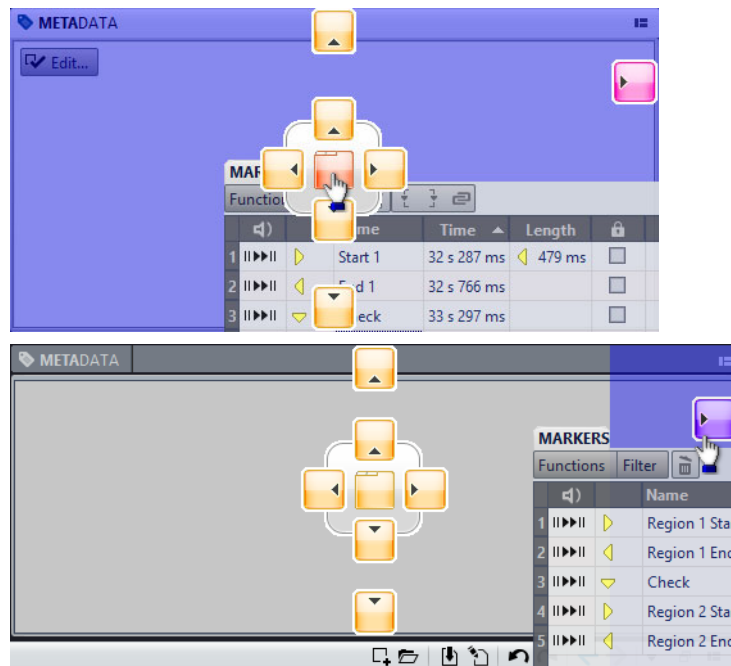 METADATA
Edit...
MAR
Functio
me Time Length
1 Start 1 32 s 287 ms 479 ms
2 End 1 32 s 766 ms
3 eck 33 s 297 ms
METADATA
MARKERS
Functions Filter
Name
1 Region 1 Sta
2 Region 1 End
3 Check
4 Region 2 Sta
5 Region 2 End